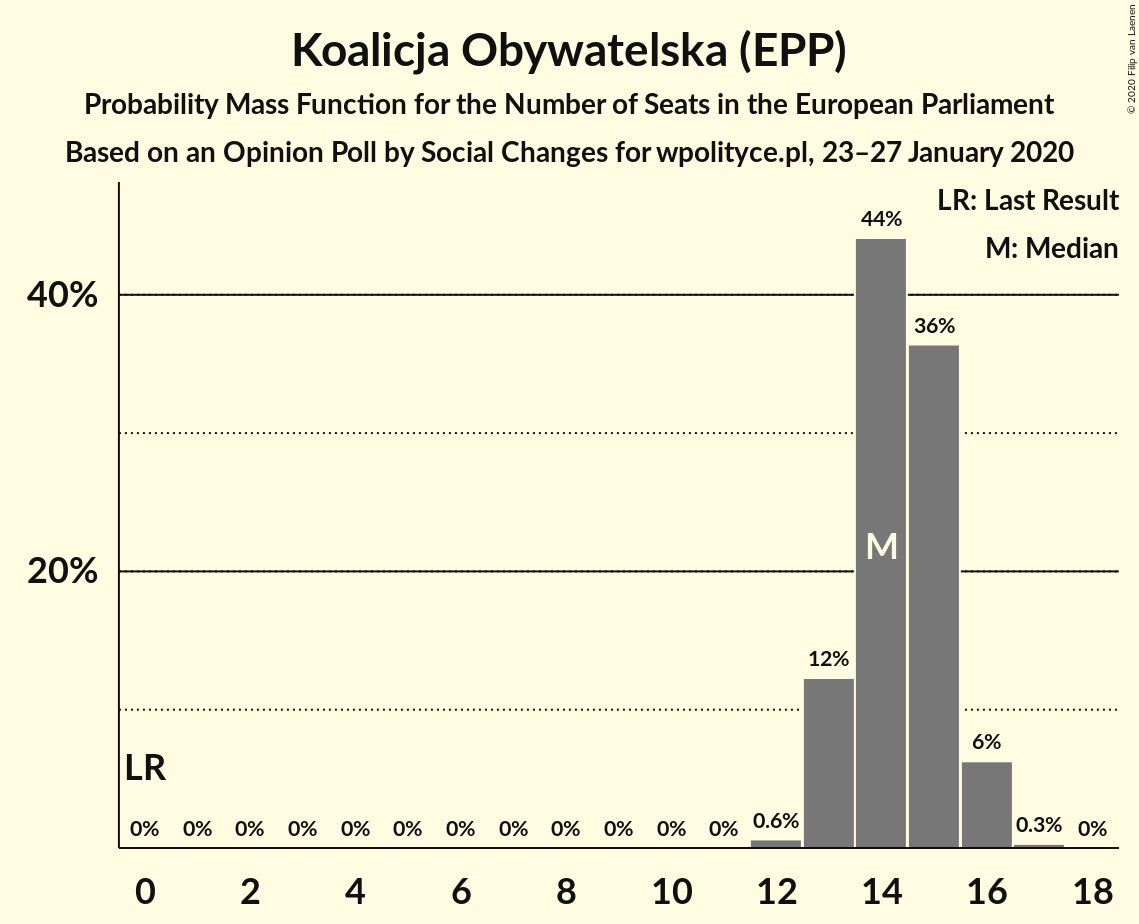 Koalicja Obywatelska (EPP)
Probability Mass Function for the Number of Seats in the European Parliament
Based on an Opinion Poll by Social Changes for wpolityce.pl, 23–27 January 2020
© 2020 Filip van Laenen
LR: Last Result
M: Median
40%
20%
44%
36%
M
12%
6%
LR
0% 0% 0% 0% 0% 0% 0% 0% 0% 0% 0% 0% 0.6% 0.3% 0%
0 2 4 6 8 10 12 14 16 18